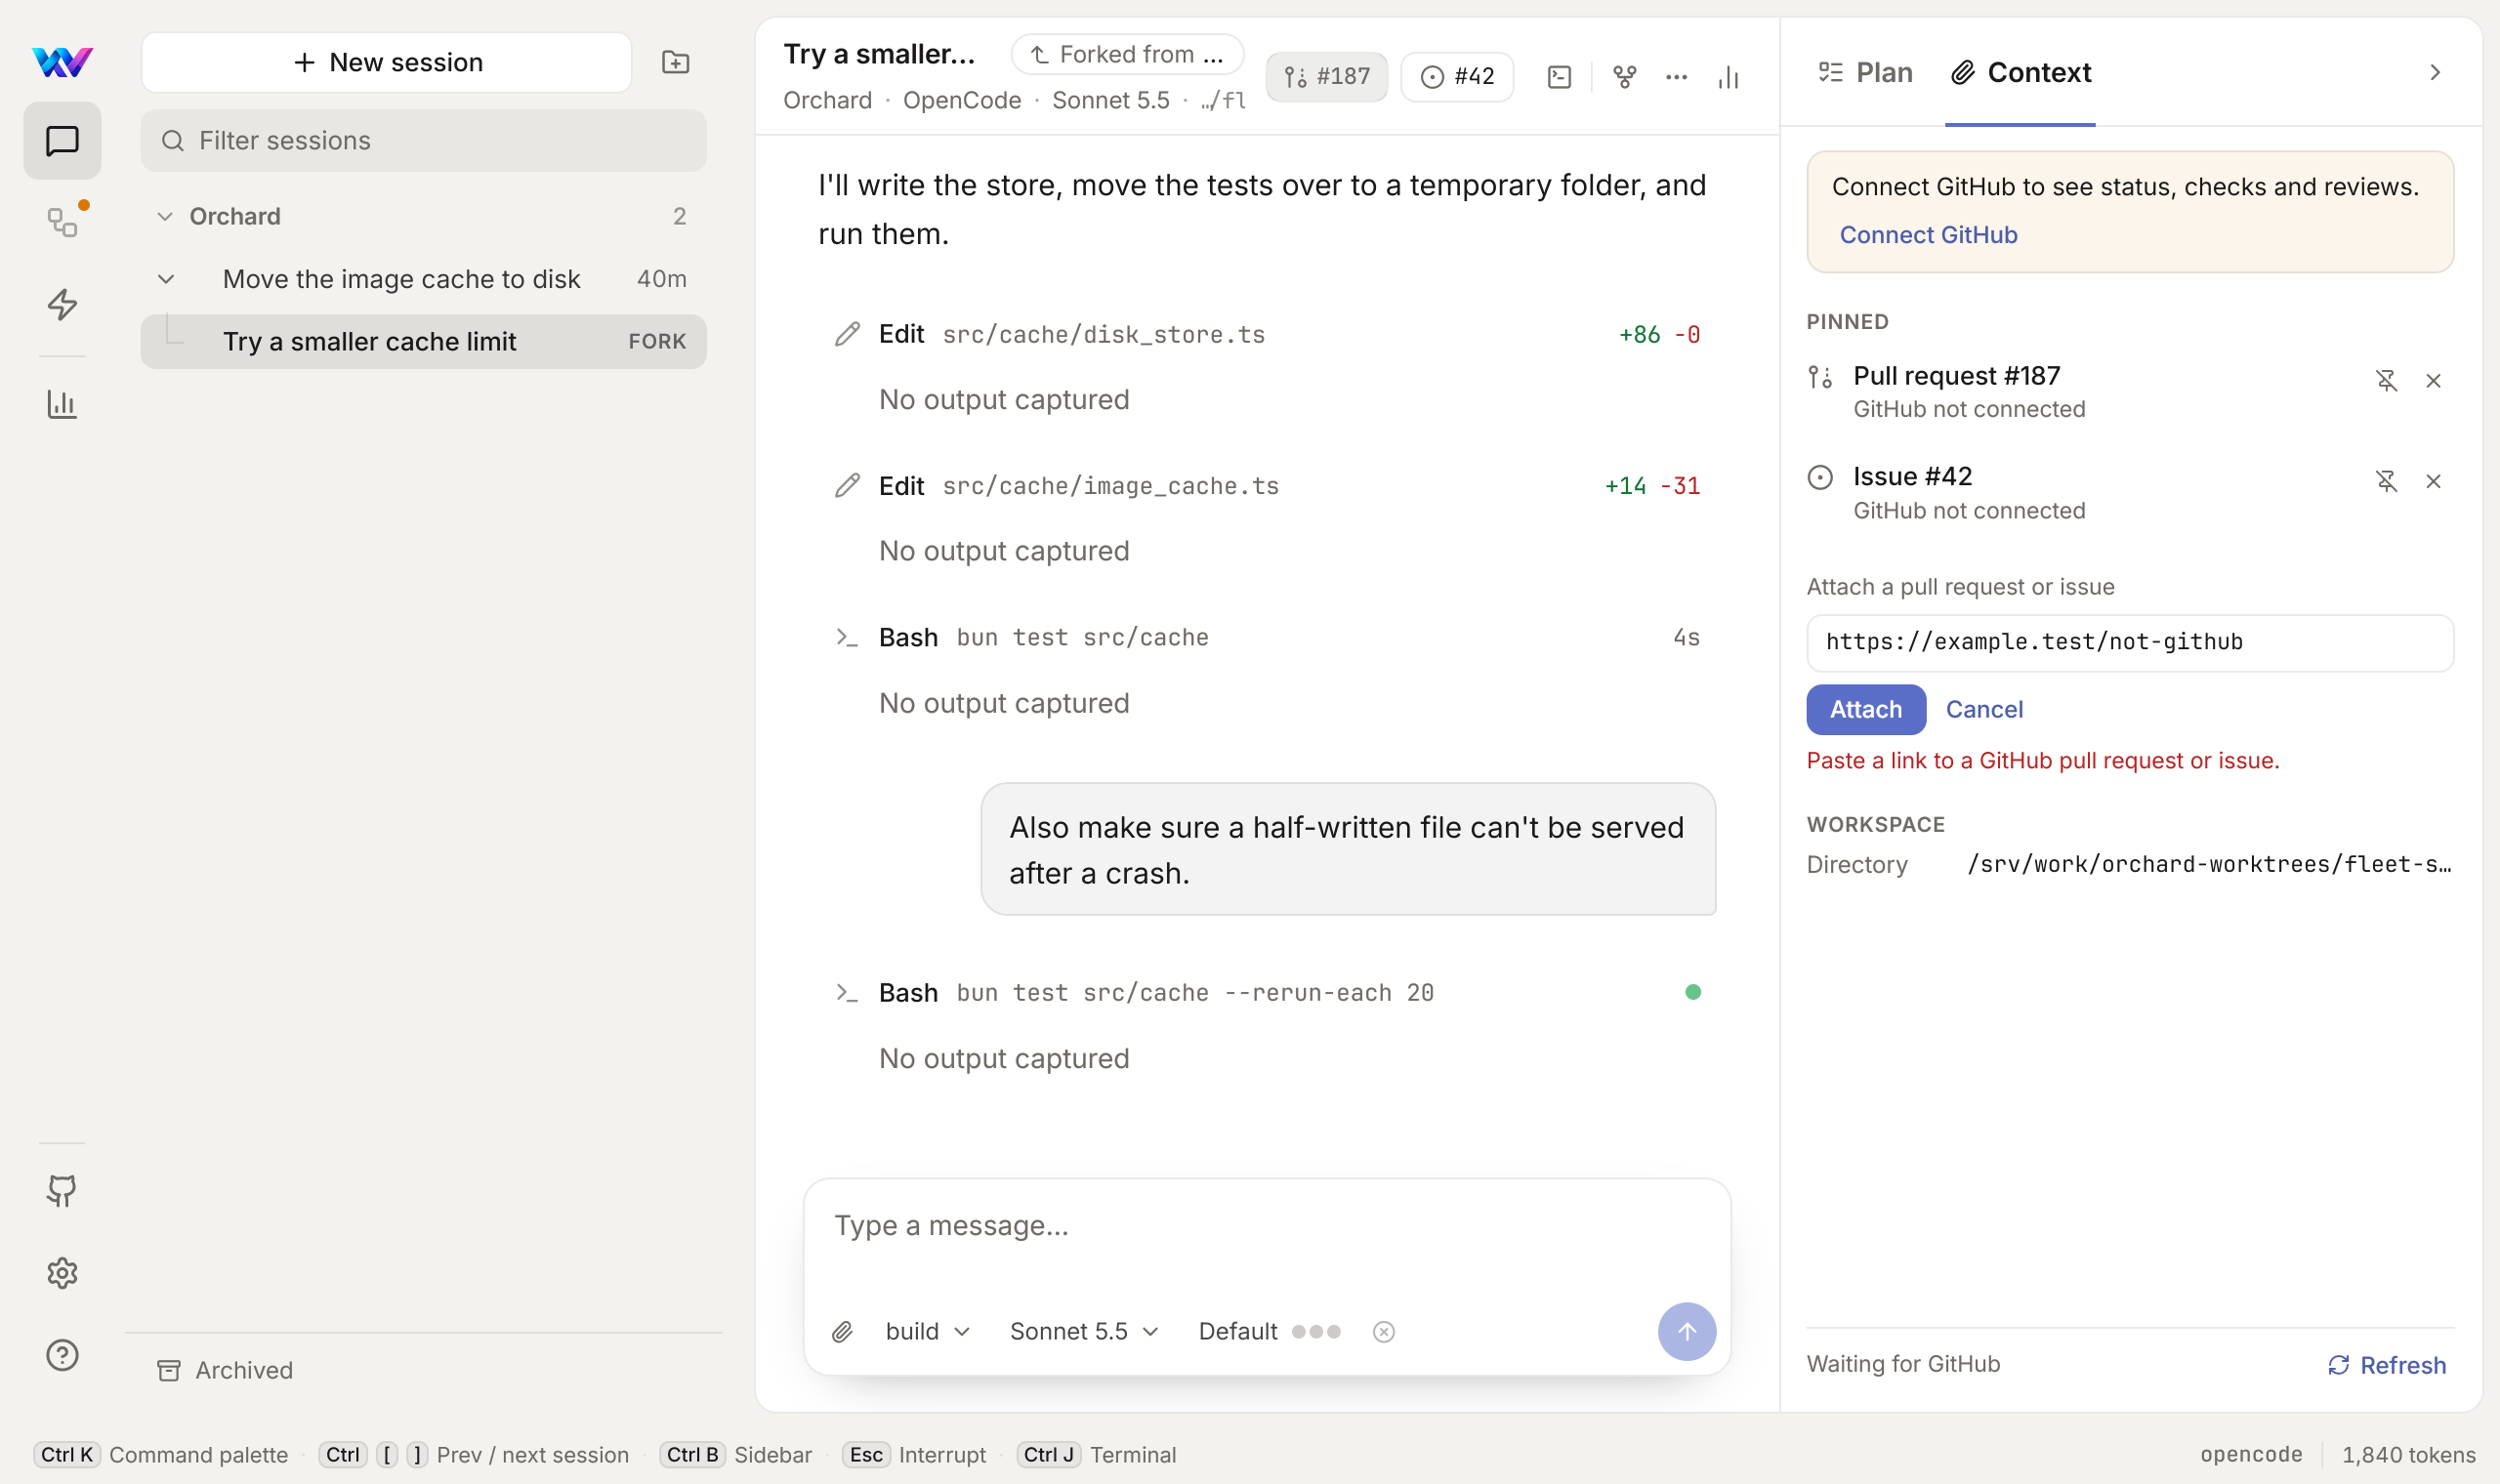 New session
Filter sessions
Orchard 2
Move the image cache to disk 40m
Try a smaller cache limit FORK
Archived
Try a smaller... Forked from ...
Orchard · OpenCode · Sonnet 5.5 · …/fl
#187 #42
I'll write the store, move the tests over to a temporary folder, and
run them.
Edit src/cache/disk_store.ts +86 -0
No output captured
Edit src/cache/image_cache.ts +14 -31
No output captured
Bash bun test src/cache 4s
No output captured
Also make sure a half-written file can't be served
after a crash.
Bash bun test src/cache --rerun-each 20
No output captured
Type a message...
build Sonnet 5.5 Default
Plan Context
Connect GitHub to see status, checks and reviews.
Connect GitHub
PINNED
Pull request #187
GitHub not connected
Issue #42
GitHub not connected
Attach a pull request or issue
https://example.test/not-github
Attach Cancel
Paste a link to a GitHub pull request or issue.
WORKSPACE
Directory /srv/work/orchard-worktrees/fleet-s…
Waiting for GitHub Refresh
Ctrl K Command palette · Ctrl [ ] Prev / next session · Ctrl B Sidebar · Esc Interrupt · Ctrl J Terminal
opencode 1,840 tokens